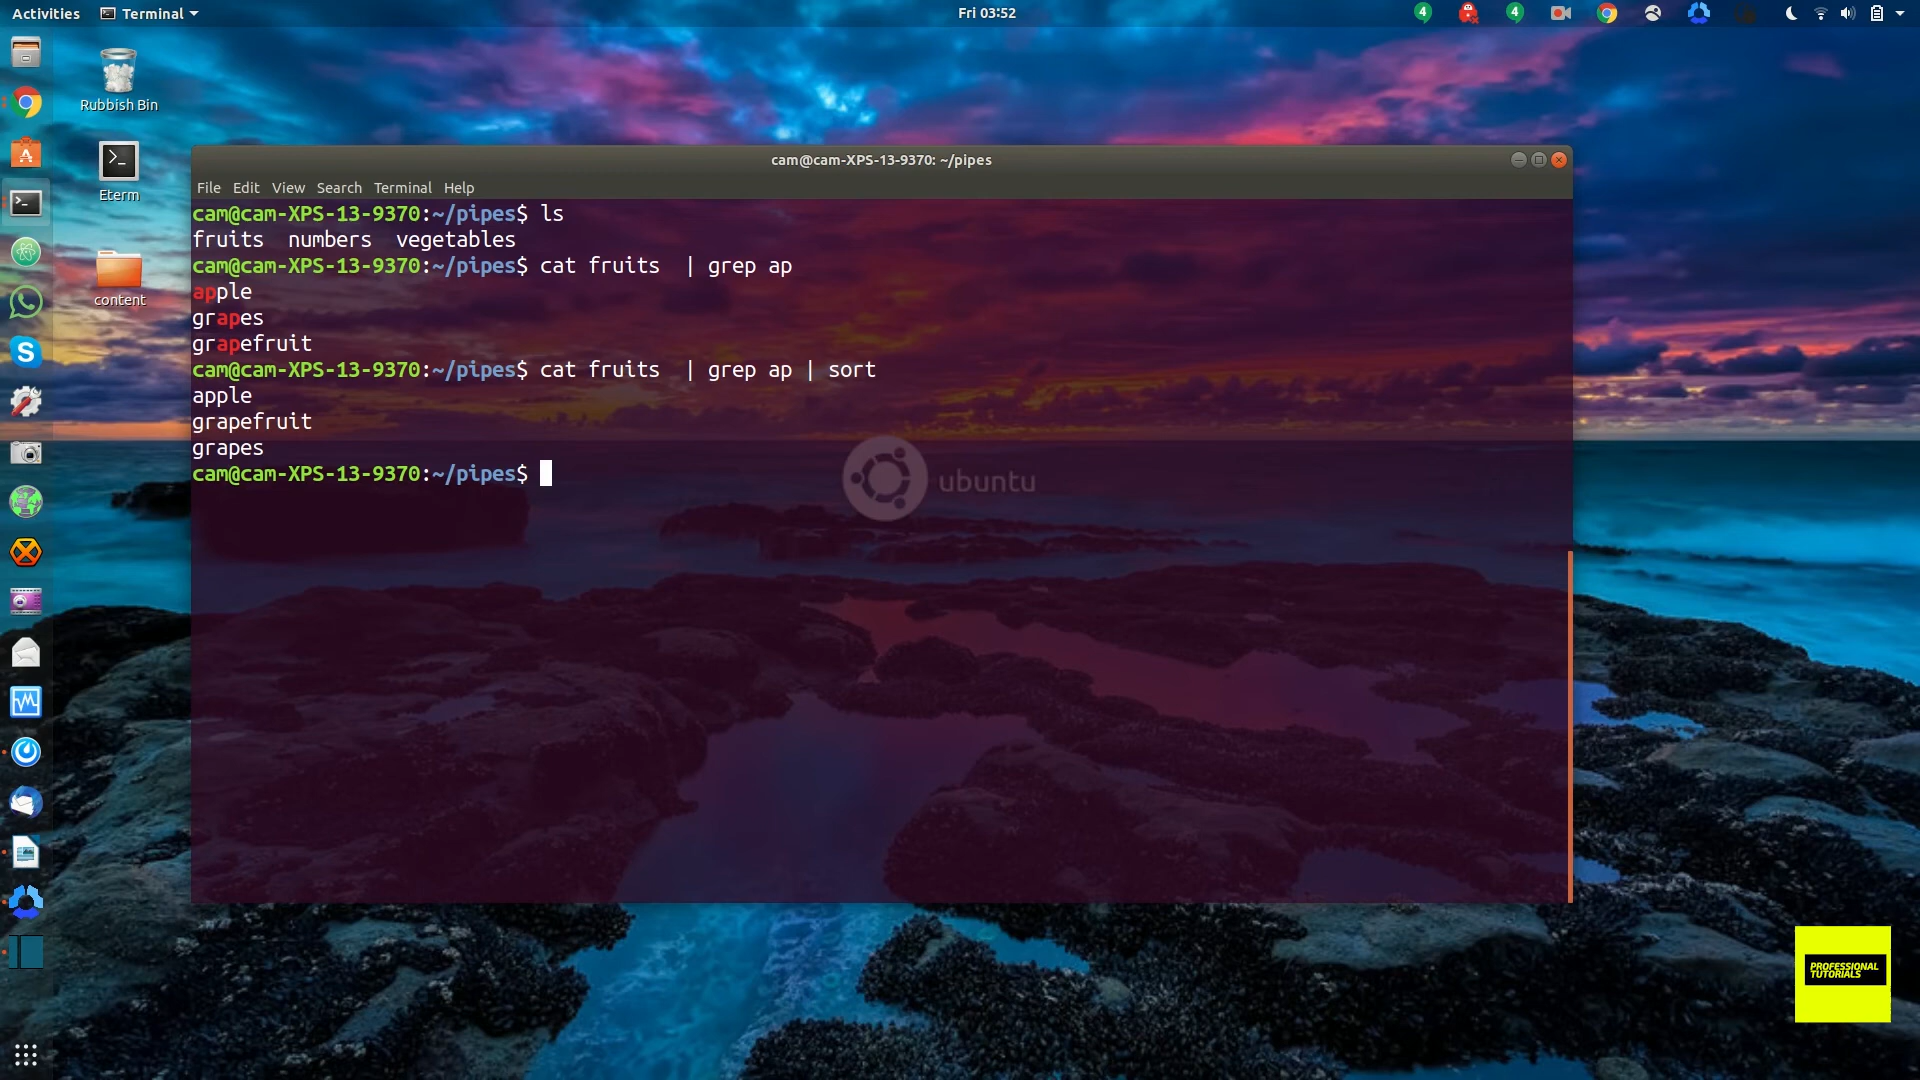 Activities Terminal Fri 03:52 4 4
Rubbish Bin
Eterm
content
cam@cam-XPS-13-9370: ~/pipes
File Edit View Search Terminal Help
cam@cam-XPS-13-9370:~/pipes$ ls
fruits  numbers  vegetables
cam@cam-XPS-13-9370:~/pipes$ cat fruits  | grep ap
apple
grapes
grapefruit
cam@cam-XPS-13-9370:~/pipes$ cat fruits  | grep ap | sort
apple
grapefruit
grapes
cam@cam-XPS-13-9370:~/pipes$
ubuntu
PROFESSIONAL
TUTORIALS